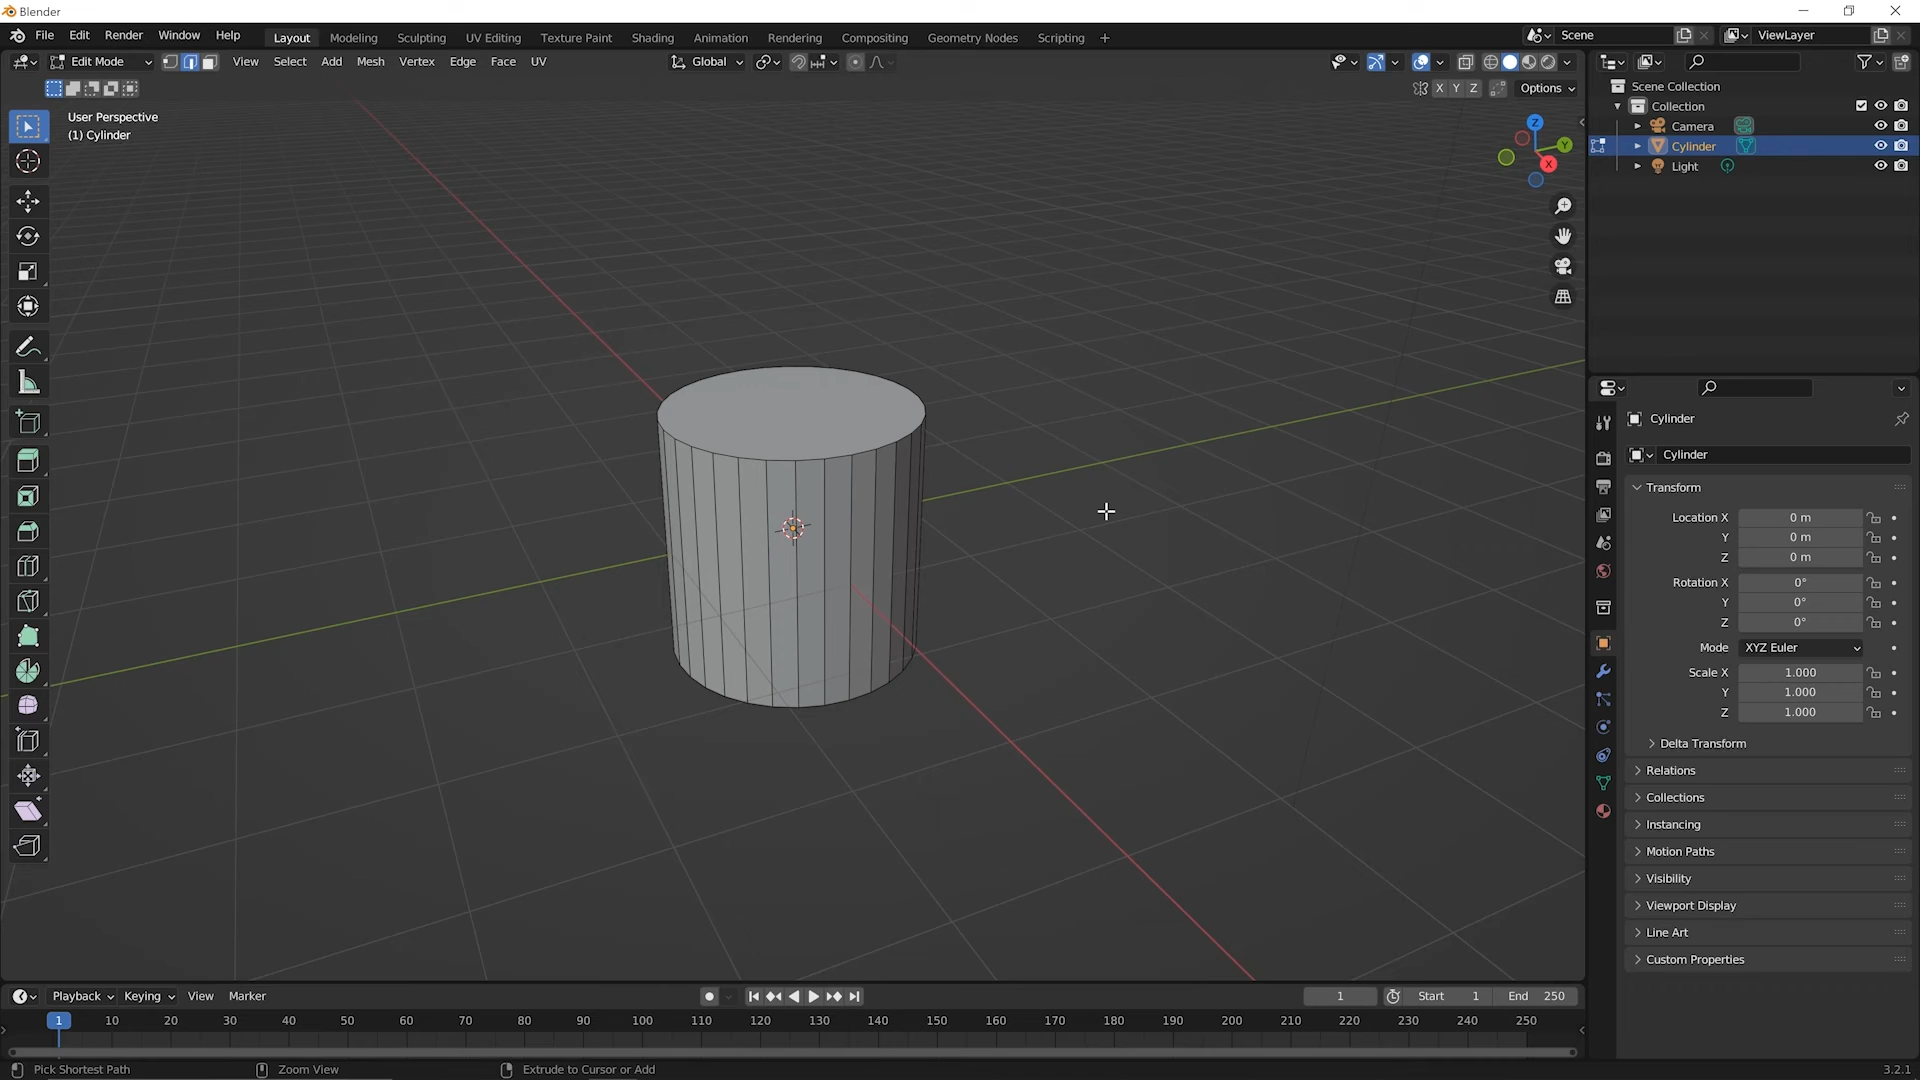 Blender
File Edit Render Window Help Layout Modeling Sculpting UV Editing Texture Paint Shading Animation Rendering Compositing Geometry Nodes Scripting + Scene ViewLayer
Edit Mode View Select Add Mesh Vertex Edge Face UV Global
X Y Z Options
User Perspective
(1) Cylinder
Z
Y
X
Scene Collection
Collection
Camera
Cylinder
Light
Cylinder
Cylinder
Transform
Location X 0 m
Y 0 m
Z 0 m
Rotation X 0°
Y 0°
Z 0°
Mode XYZ Euler
Scale X 1.000
Y 1.000
Z 1.000
Delta Transform
Relations
Collections
Instancing
Motion Paths
Visibility
Viewport Display
Line Art
Custom Properties
Playback Keying View Marker 1 Start 1 End 250
1 10 20 30 40 50 60 70 80 90 100 110 120 130 140 150 160 170 180 190 200 210 220 230 240 250
Pick Shortest Path Zoom View Extrude to Cursor or Add 3.2.1